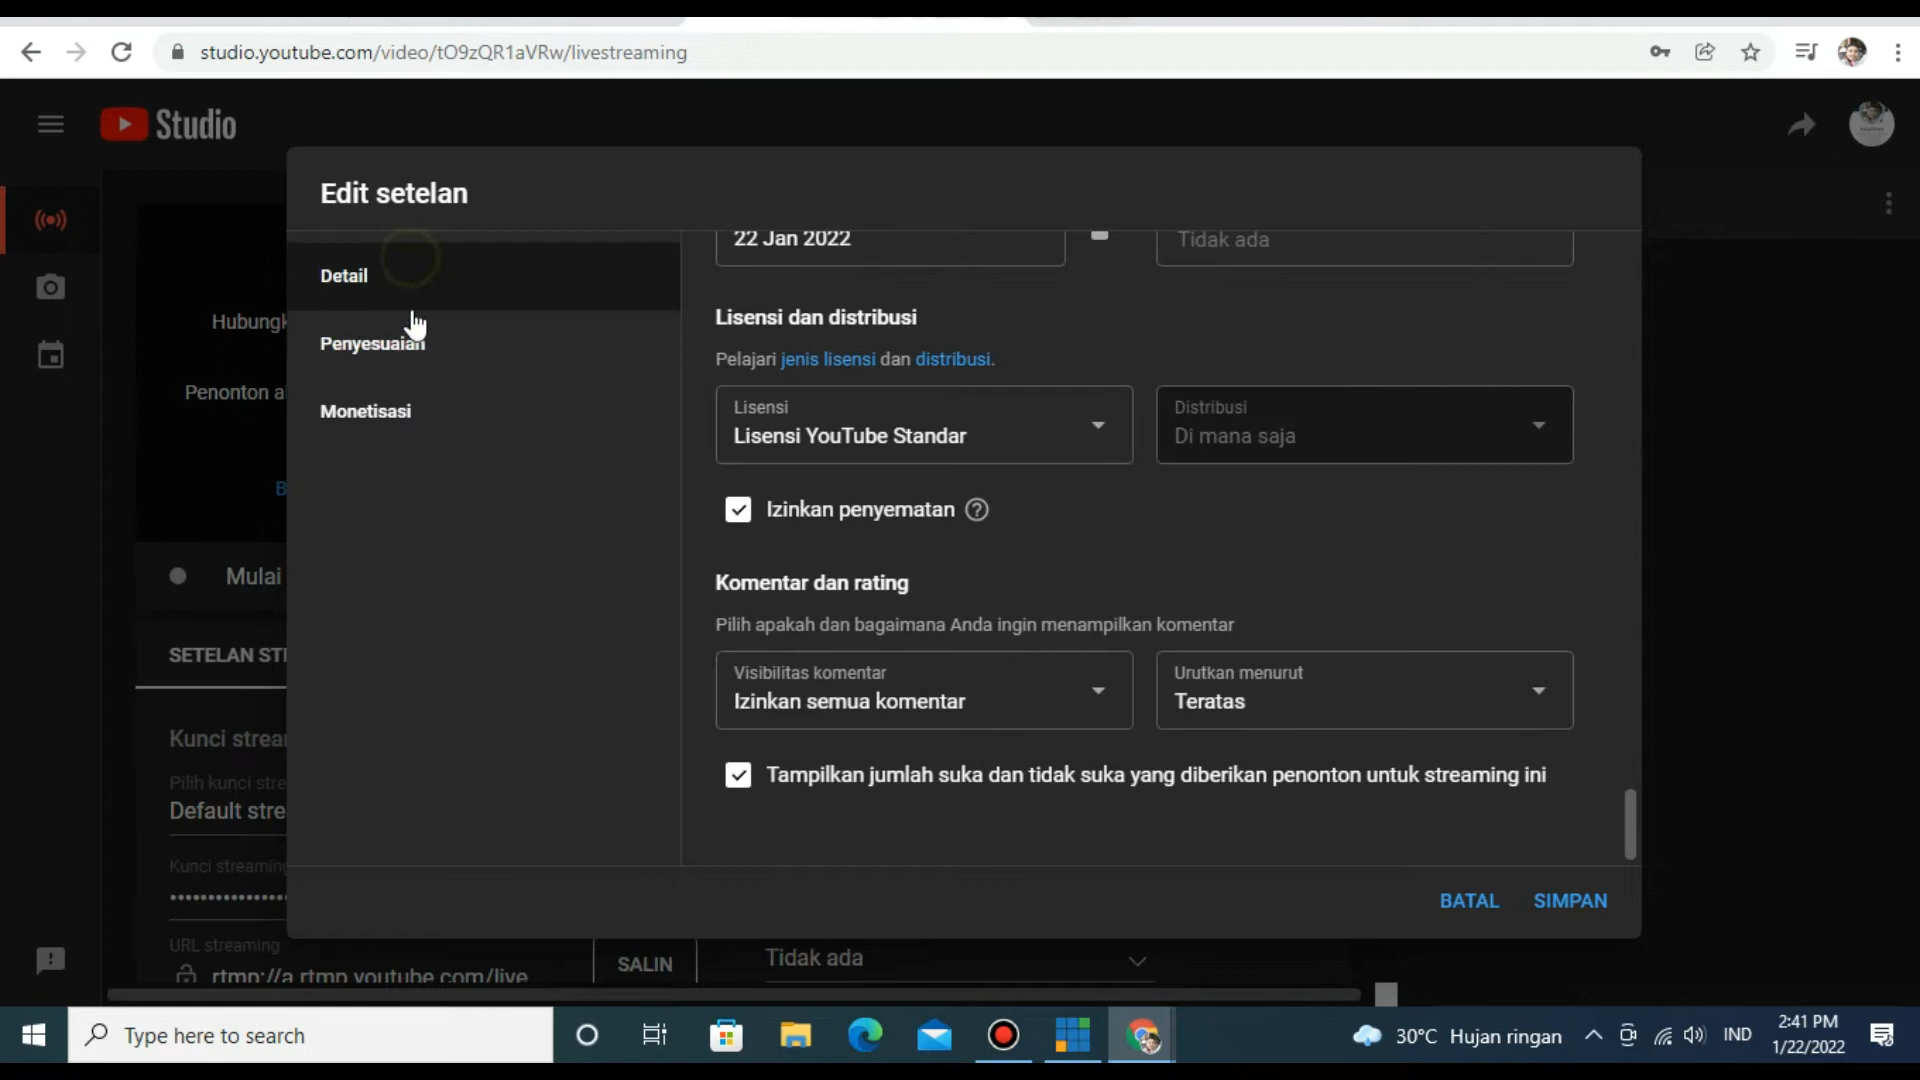 studio.youtube.com/video/tO9zQR1aVRw/livestreaming
Studio
Edit setelan
22 Jan 2022
Tidak ada
Detail
Penyesuaian
Monetisasi
Lisensi dan distribusi
Pelajari jenis lisensi dan distribusi.
Lisensi
Lisensi YouTube Standar
Distribusi
Di mana saja
Izinkan penyematan
Komentar dan rating
Pilih apakah dan bagaimana Anda ingin menampilkan komentar
Visibilitas komentar
Izinkan semua komentar
Urutkan menurut
Teratas
Tampilkan jumlah suka dan tidak suka yang diberikan penonton untuk streaming ini
BATAL
SIMPAN
Hubungk
Penonton a
B
Mulai
SETELAN STI
Kunci strea
Pilih kunci stre
Default stre
Kunci streaming
URL streaming
rtmp://a.rtmp.youtube.com/live
SALIN
Tidak ada
Type here to search
30°C Hujan ringan
IND
2:41 PM
1/22/2022